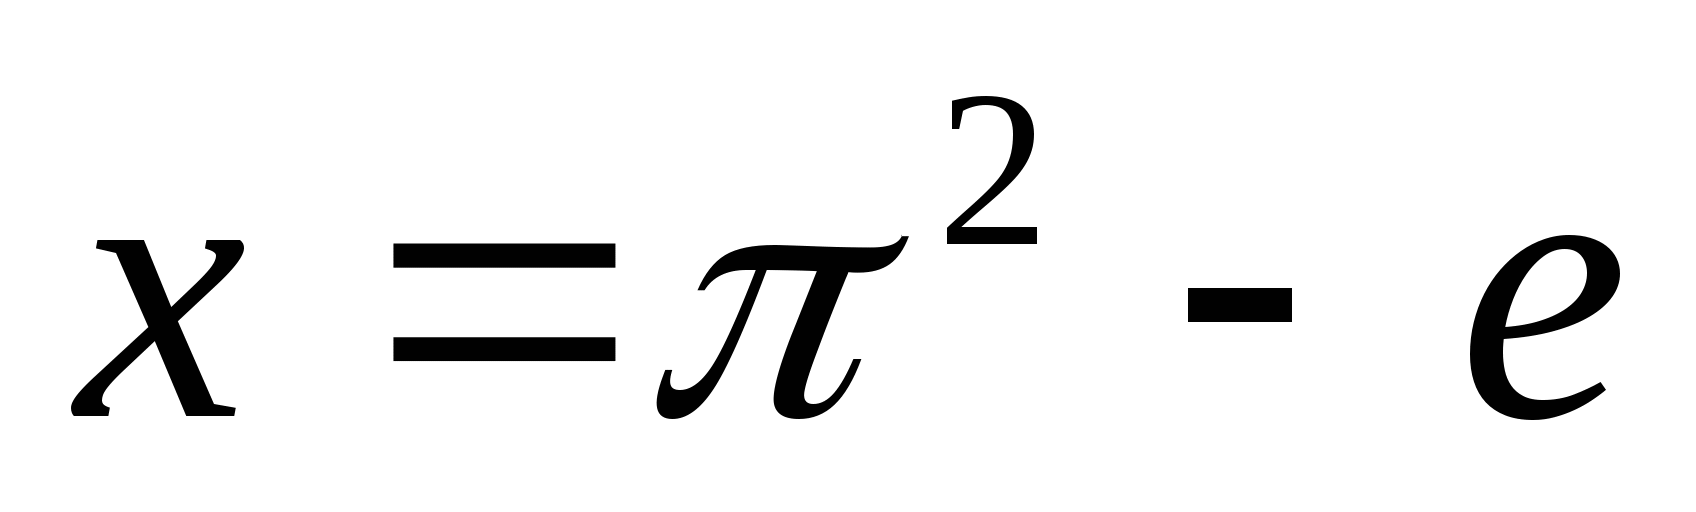 x = π² - e